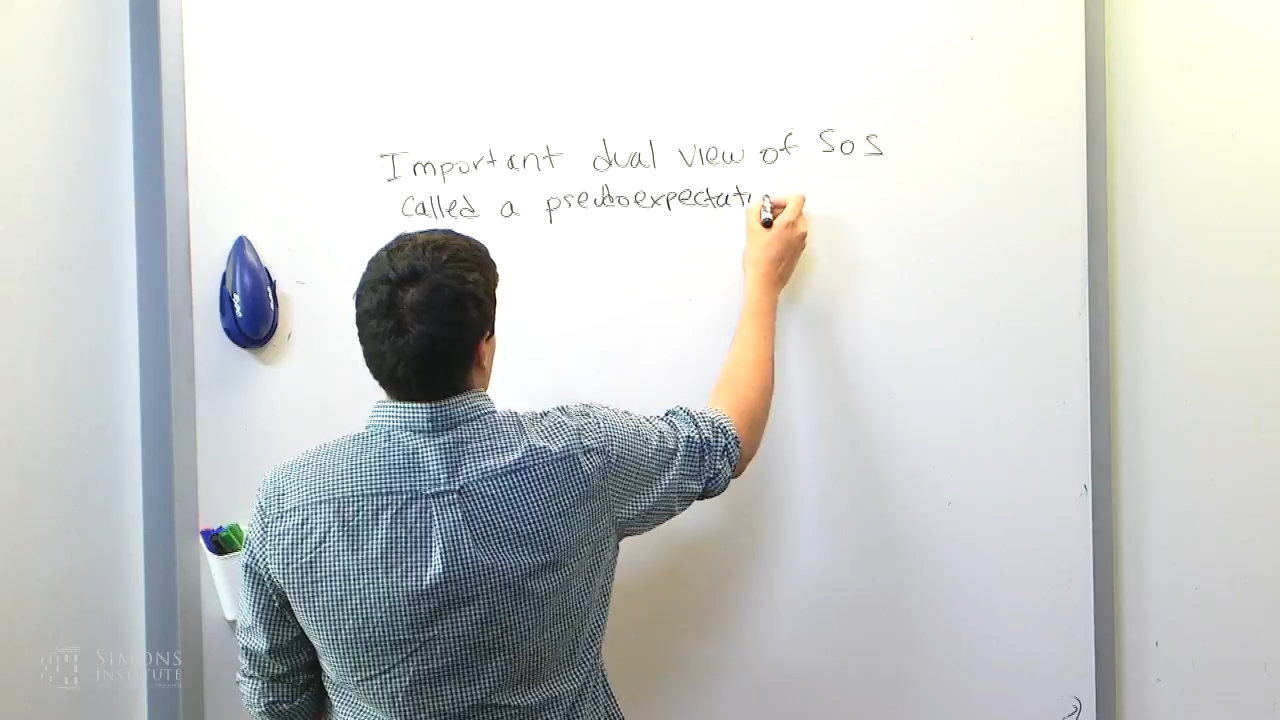 Important dual view of SoS
called a pseudoexpectati
SIMONS
INSTITUTE